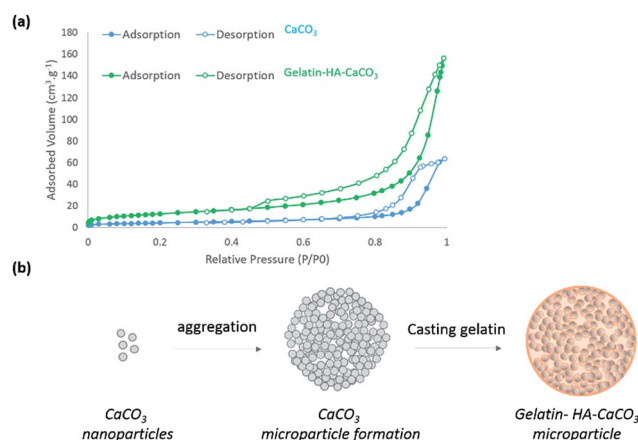 (a)
Adsorption Desorption CaCO₃
Adsorption Desorption Gelatin-HA-CaCO₃
Adsorbed Volume (cm³.g⁻¹)
180
160
140
120
100
80
60
40
20
0
0 0.2 0.4 0.6 0.8 1
Relative Pressure (P/P0)
(b)
aggregation Casting gelatin
CaCO₃ CaCO₃ Gelatin- HA-CaCO₃
nanoparticles microparticle formation microparticle